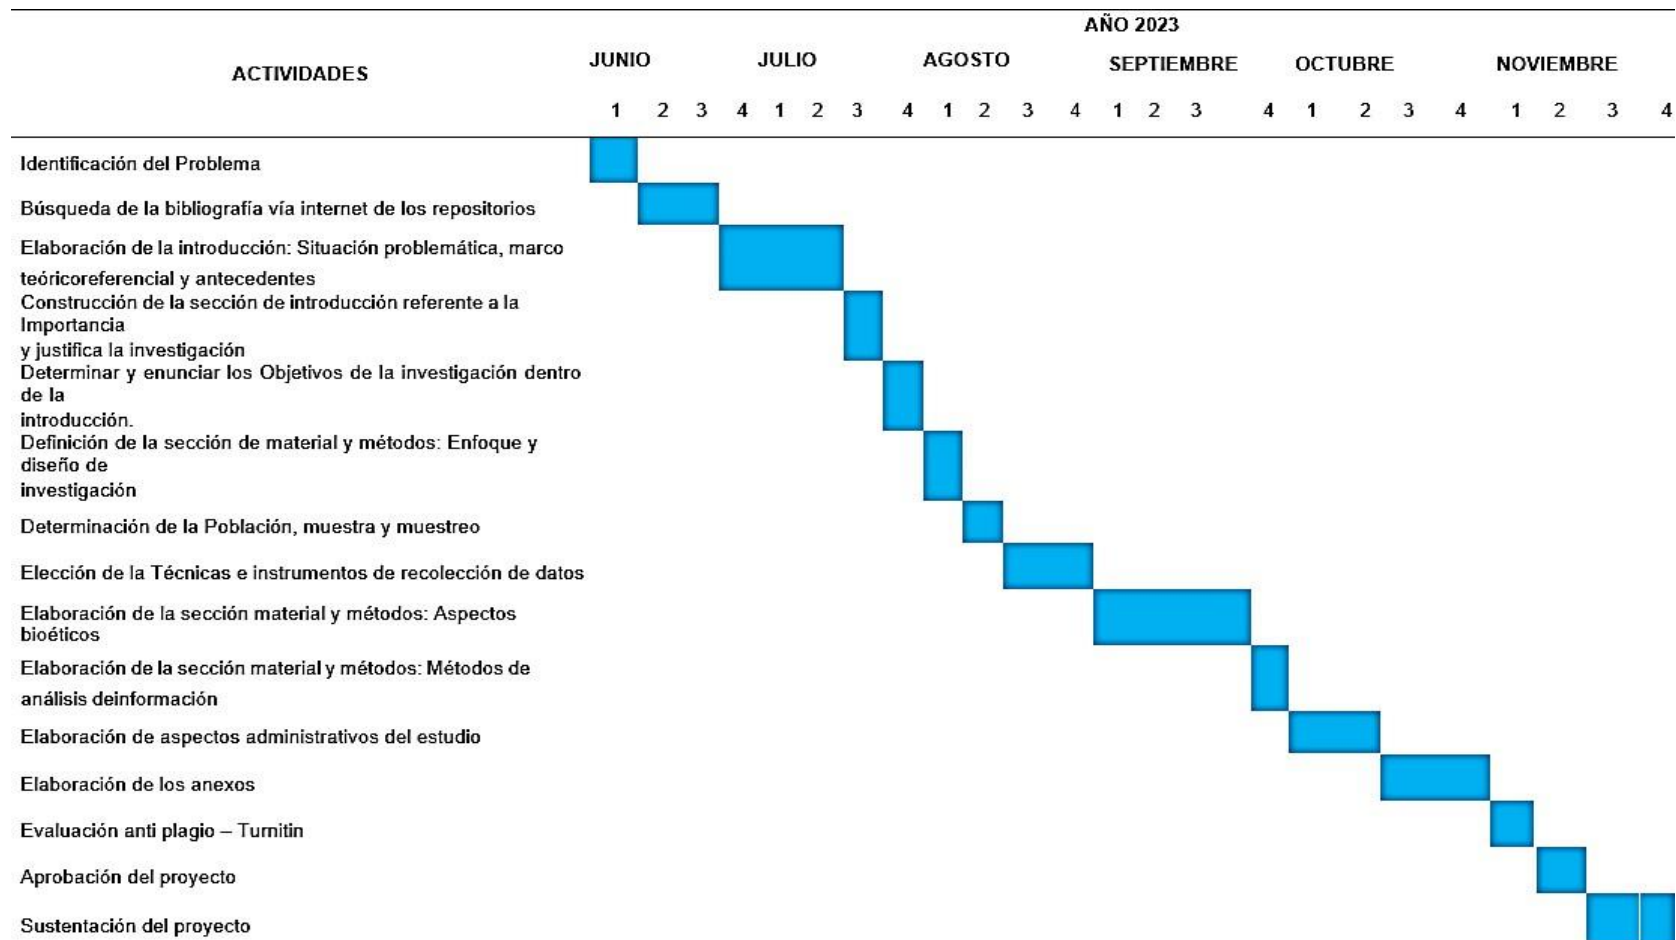 AÑO 2023
ACTIVIDADES
JUNIO JULIO AGOSTO SEPTIEMBRE OCTUBRE NOVIEMBRE
1 2 3 4 1 2 3 4 1 2 3 4 1 2 3 4 1 2 3 4 1 2 3 4
Identificación del Problema
Búsqueda de la bibliografía vía internet de los repositorios
Elaboración de la introducción: Situación problemática, marco
teóricoreferencial y antecedentes
Construcción de la sección de introducción referente a la
Importancia
y justifica la investigación
Determinar y enunciar los Objetivos de la investigación dentro
de la
introducción.
Definición de la sección de material y métodos: Enfoque y
diseño de
investigación
Determinación de la Población, muestra y muestreo
Elección de la Técnicas e instrumentos de recolección de datos
Elaboración de la sección material y métodos: Aspectos
bioéticos
Elaboración de la sección material y métodos: Métodos de
análisis deinformación
Elaboración de aspectos administrativos del estudio
Elaboración de los anexos
Evaluación anti plagio – Turnitin
Aprobación del proyecto
Sustentación del proyecto